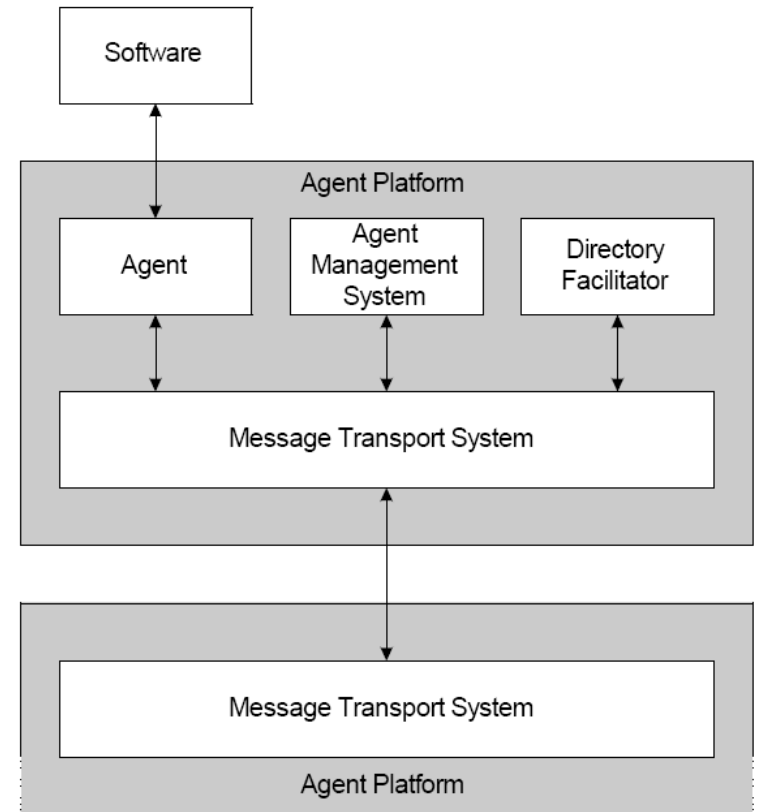 Software
Agent Platform
Agent
Agent
Management
System
Directory
Facilitator
Message Transport System
Message Transport System
Agent Platform